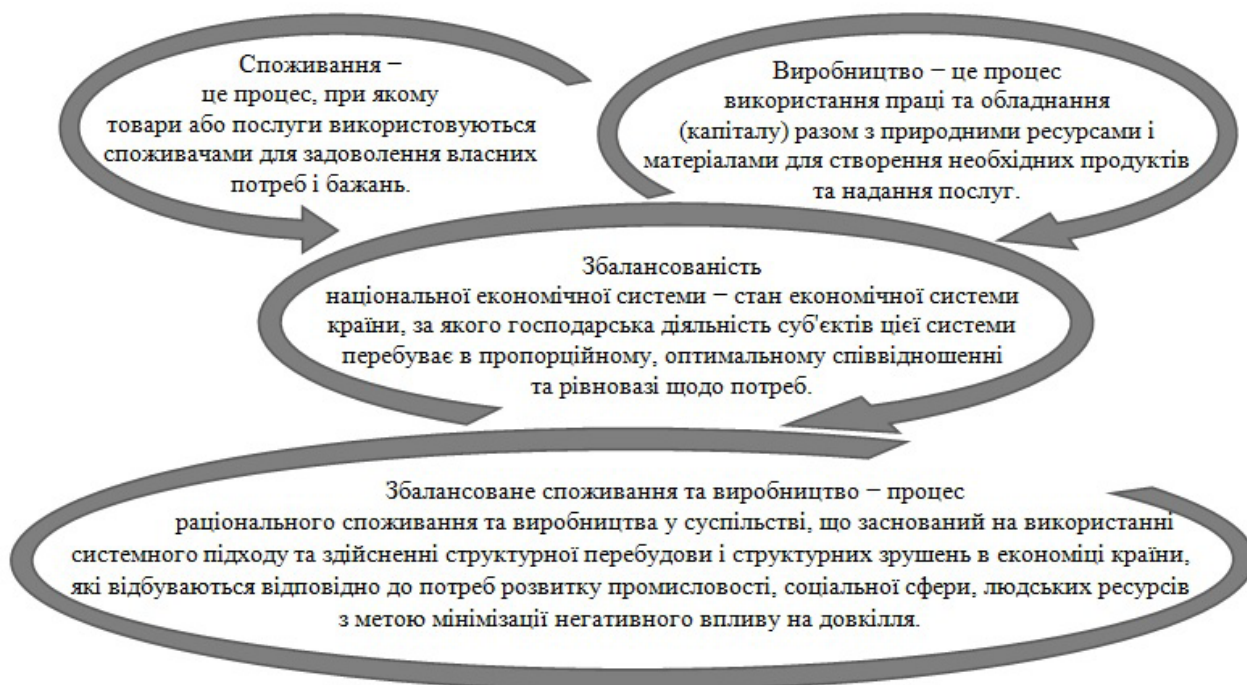 Споживання −
це процес, при якому
товари або послуги використовуються
споживачами для задоволення власних
потреб і бажань.
Виробництво − це процес
використання праці та обладнання
(капіталу) разом з природними ресурсами і
матеріалами для створення необхідних продуктів
та надання послуг.
Збалансованість
національної економічної системи − стан економічної системи
країни, за якого господарська діяльність суб'єктів цієї системи
перебуває в пропорційному, оптимальному співвідношенні
та рівновазі щодо потреб.
Збалансоване споживання та виробництво − процес
раціонального споживання та виробництва у суспільстві, що заснований на використанні
системного підходу та здійсненні структурної перебудови і структурних зрушень в економіці країни,
які відбуваються відповідно до потреб розвитку промисловості, соціальної сфери, людських ресурсів
з метою мінімізації негативного впливу на довкілля.